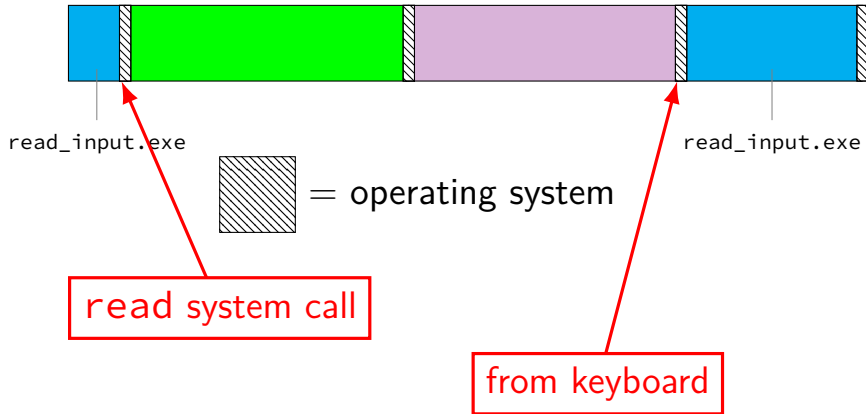 read_input.exe
read_input.exe
= operating system
read system call
from keyboard